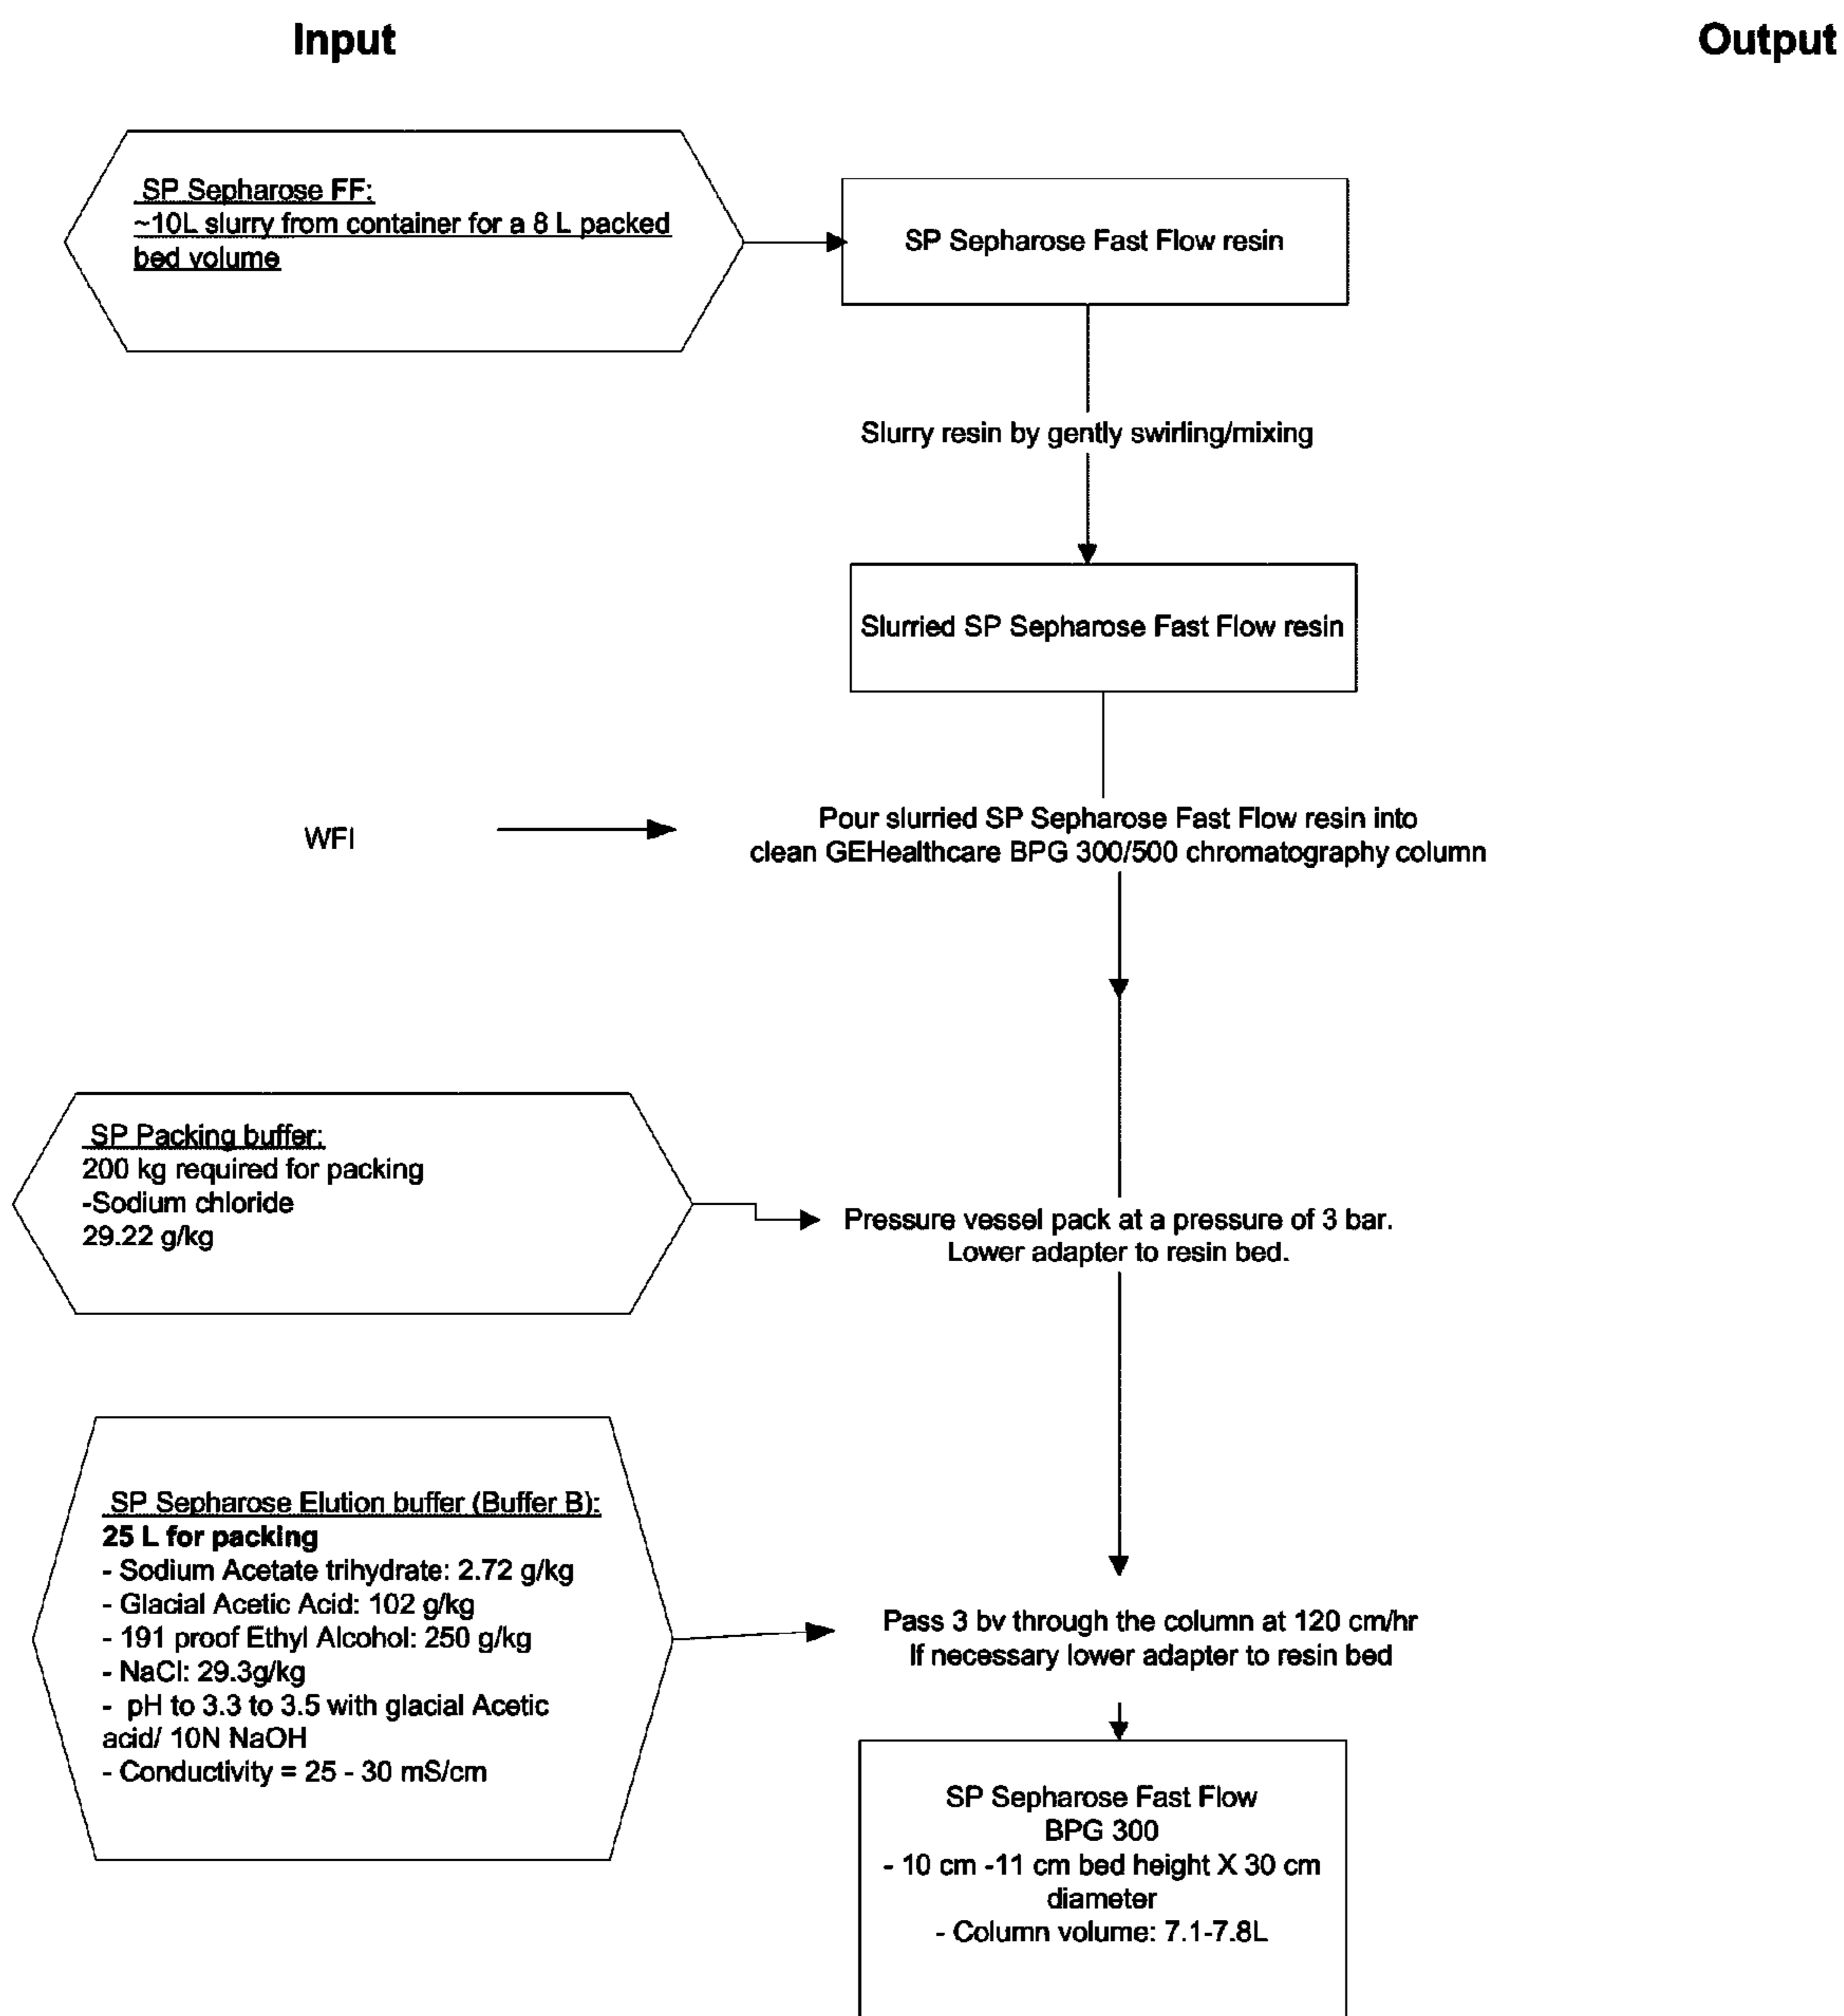 Input
Output
SP Sepharose FF:
~10L slurry from container for a 8 L packed
bed volume
SP Sepharose Fast Flow resin
Slurry resin by gently swirling/mixing
Slurried SP Sepharose Fast Flow resin
WFI
Pour slurried SP Sepharose Fast Flow resin into
clean GEHealthcare BPG 300/500 chromatography column
SP Packing buffer:
200 kg required for packing
-Sodium chloride
29.22 g/kg
Pressure vessel pack at a pressure of 3 bar.
Lower adapter to resin bed.
SP Sepharose Elution buffer (Buffer B):
25 L for packing
- Sodium Acetate trihydrate: 2.72 g/kg
- Glacial Acetic Acid: 102 g/kg
- 191 proof Ethyl Alcohol: 250 g/kg
- NaCl: 29.3g/kg
- pH to 3.3 to 3.5 with glacial Acetic
acid/ 10N NaOH
- Conductivity = 25 - 30 mS/cm
Pass 3 bv through the column at 120 cm/hr
If necessary lower adapter to resin bed
SP Sepharose Fast Flow
BPG 300
- 10 cm -11 cm bed height X 30 cm
diameter
- Column volume: 7.1-7.8L